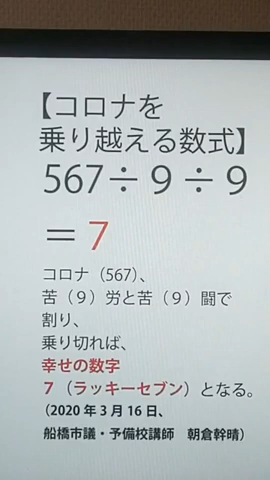 【コロナを
乗り越える数式】
567÷9÷9
=7
コロナ（567）、
苦（9）労と苦（9）闘で
割り、
乗り切れば、
幸せの数字
7（ラッキーセブン）となる。
（2020年3月16日、
船橋市議・予備校講師　朝倉幹晴）